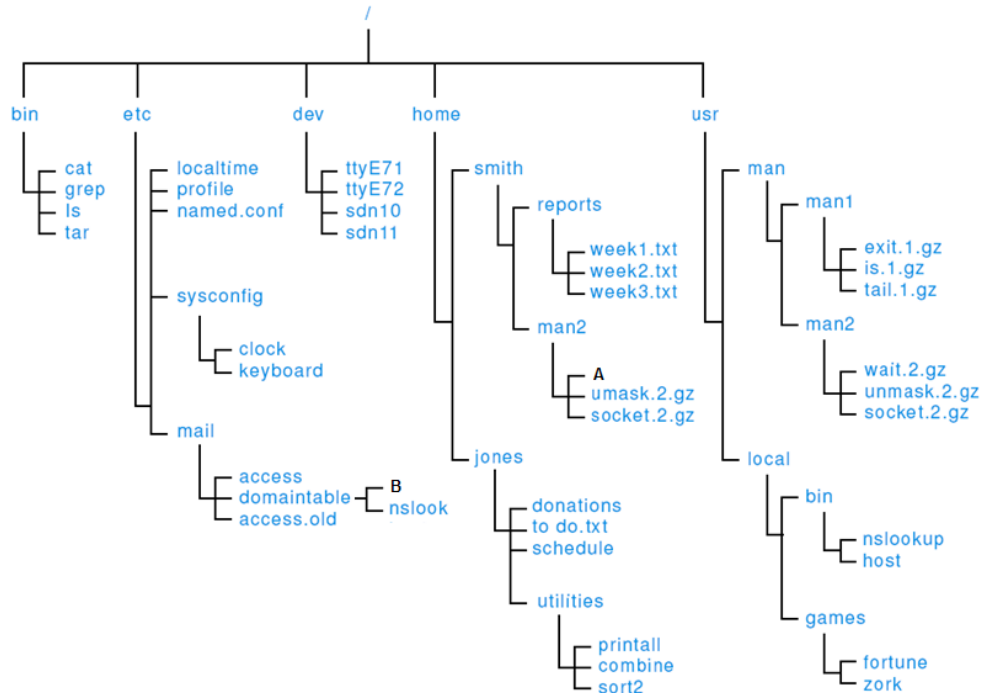 /
bin
etc
dev
home
usr
cat
grep
ls
tar
localtime
profile
named.conf
sysconfig
clock
keyboard
mail
access
domaintable
access.old
B
nslook
ttyE71
ttyE72
sdn10
sdn11
smith
reports
week1.txt
week2.txt
week3.txt
man2
A
umask.2.gz
socket.2.gz
jones
donations
to do.txt
schedule
utilities
printall
combine
sort2
man
man1
exit.1.gz
is.1.gz
tail.1.gz
man2
wait.2.gz
unmask.2.gz
socket.2.gz
local
bin
nslookup
host
games
fortune
zork